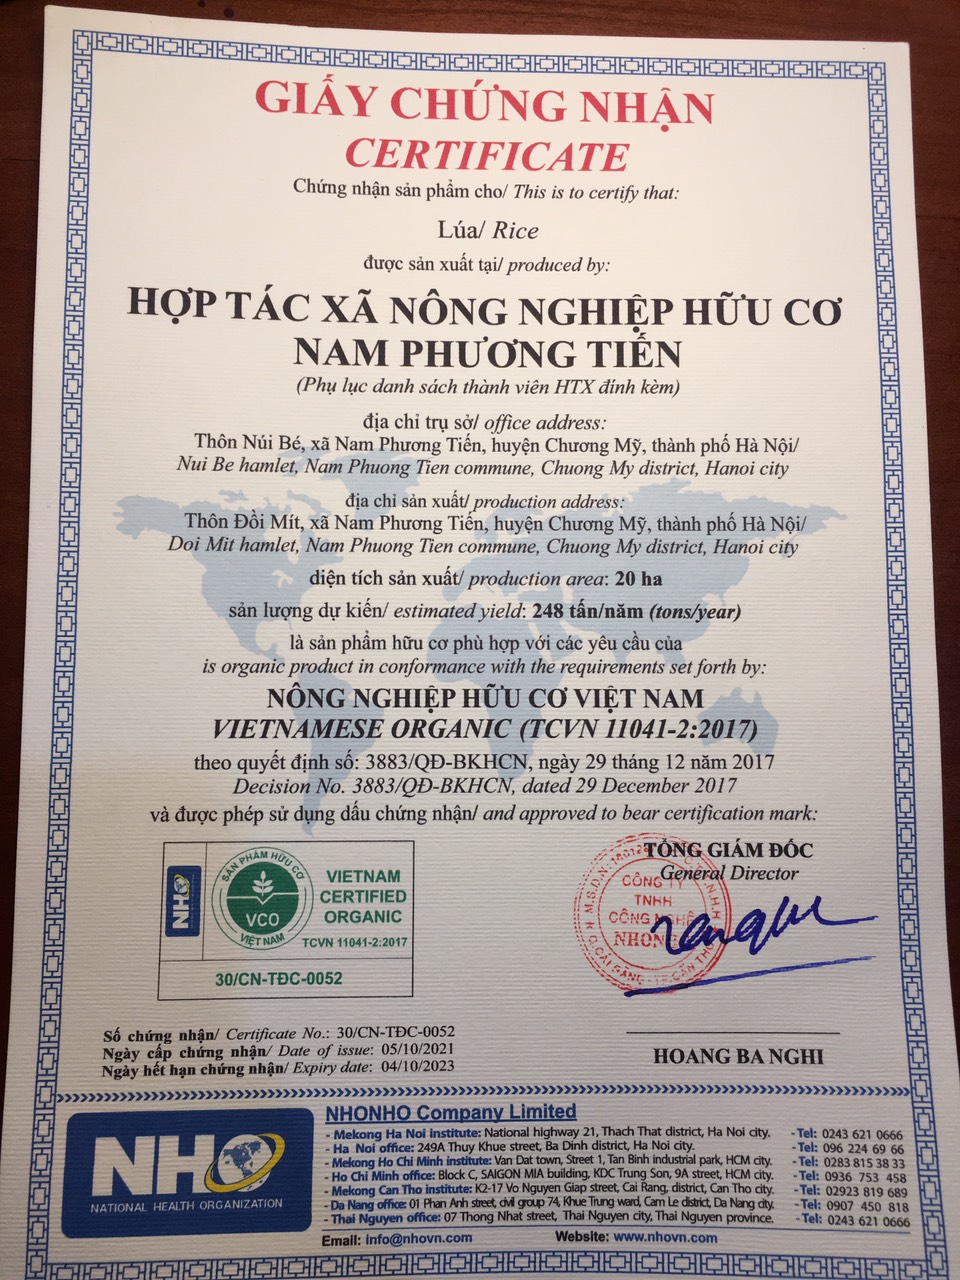 GIẤY CHỨNG NHẬN
CERTIFICATE
Chứng nhận sản phẩm cho/ This is to certify that:
Lúa/ Rice
được sản xuất tại/ produced by:
HỢP TÁC XÃ NÔNG NGHIỆP HỮU CƠ
NAM PHƯƠNG TIẾN
(Phụ lục danh sách thành viên HTX đính kèm)
địa chỉ trụ sở/ office address:
Thôn Núi Bé, xã Nam Phương Tiến, huyện Chương Mỹ, thành phố Hà Nội/
Nui Be hamlet, Nam Phuong Tien commune, Chuong My district, Hanoi city
địa chỉ sản xuất/ production address:
Thôn Đồi Mít, xã Nam Phương Tiến, huyện Chương Mỹ, thành phố Hà Nội/
Doi Mit hamlet, Nam Phuong Tien commune, Chuong My district, Hanoi city
diện tích sản xuất/ production area: 20 ha
sản lượng dự kiến/ estimated yield: 248 tấn/năm (tons/year)
là sản phẩm hữu cơ phù hợp với các yêu cầu của
is organic product in conformance with the requirements set forth by:
NÔNG NGHIỆP HỮU CƠ VIỆT NAM
VIETNAMESE ORGANIC (TCVN 11041-2:2017)
theo quyết định số: 3883/QĐ-BKHCN, ngày 29 tháng 12 năm 2017
Decision No. 3883/QĐ-BKHCN, dated 29 December 2017
và được phép sử dụng dấu chứng nhận/ and approved to bear certification mark:
NHO
SẢN PHẨM HỮU CƠ
VCO
VIỆT NAM
VIETNAM
CERTIFIED
ORGANIC
TCVN 11041-2:2017
30/CN-TĐC-0052
TỔNG GIÁM ĐỐC
General Director
CÔNG TY
TNHH
CÔNG NGHỆ
NHONHO
HOANG BA NGHI
Số chứng nhận/ Certificate No.: 30/CN-TĐC-0052
Ngày cấp chứng nhận/ Date of issue: 05/10/2021
Ngày hết hạn chứng nhận/ Expiry date: 04/10/2023
NHO
NATIONAL HEALTH ORGANIZATION
NHONHO Company Limited
- Mekong Ha Noi institute: National highway 21, Thach That district, Ha Noi city. - Tel: 0243 621 0666
- Ha Noi office: 249A Thuy Khue street, Ba Dinh district, Ha Noi city. - Tel: 096 224 69 66
- Mekong Ho Chi Minh institute: Van Dat town, Street 1, Tan Binh industrial park, HCM city. - Tel: 0283 815 38 33
- Ho Chi Minh office: Block C, SAIGON MIA building, KDC Trung Son, 9A street, HCM city. - Tel: 0936 753 458
- Mekong Can Tho institute: K2-17 Vo Nguyen Giap street, Cai Rang, district, Can Tho city. - Tel: 02923 819 689
- Da Nang office: 01 Phan Anh street, civil group 74, Khue Trung ward, Cam Le district, Da Nang city. - Tel: 0907 450 818
- Thai Nguyen office: 07 Thong Nhat street, Thai Nguyen city, Thai Nguyen province. - Tel: 0243 621 0666
Email: info@nhovn.com Website: www.nhovn.com